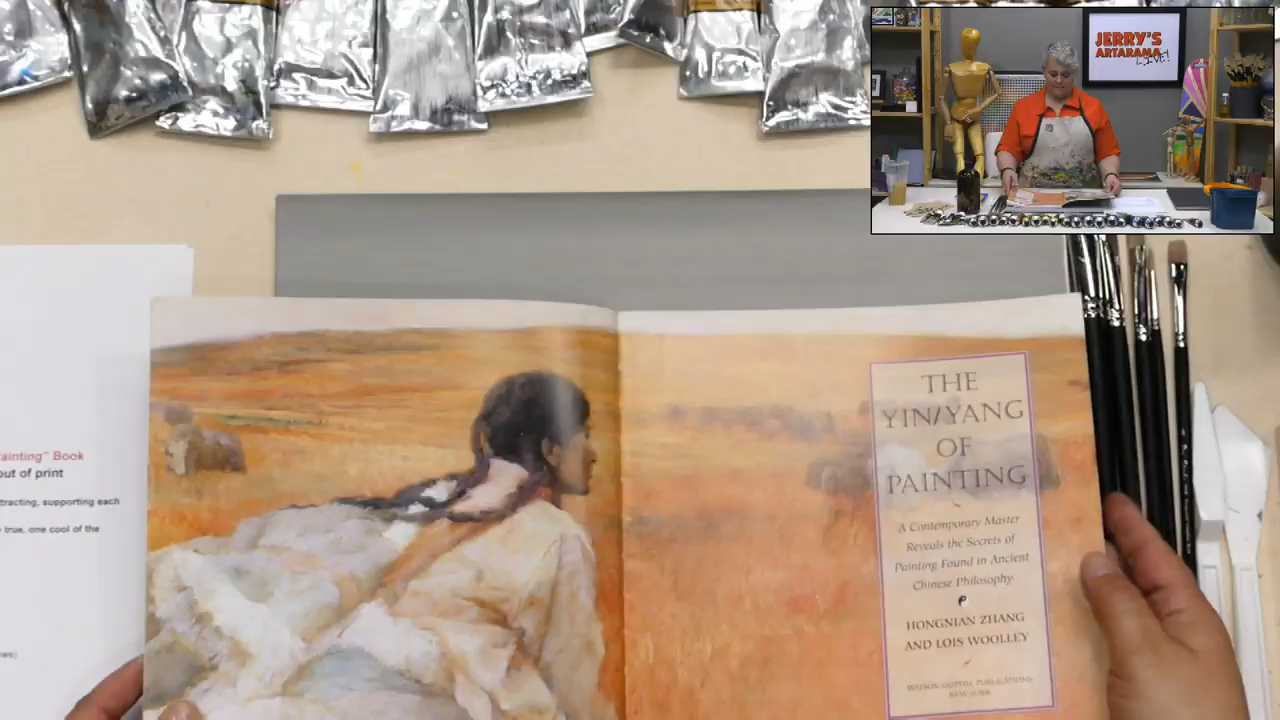 JERRY'S
ARTARAMA
LIVE!
THE
YIN/YANG
OF
PAINTING
A Contemporary Master
Reveals the Secrets of
Painting Found in Ancient
Chinese Philosophy
HONGNIAN ZHANG
AND LOIS WOOLLEY
WATSON-GUPTILL PUBLICATIONS
NEW YORK
ainting" Book
out of print
ttracting, supporting each
true, one cool of the